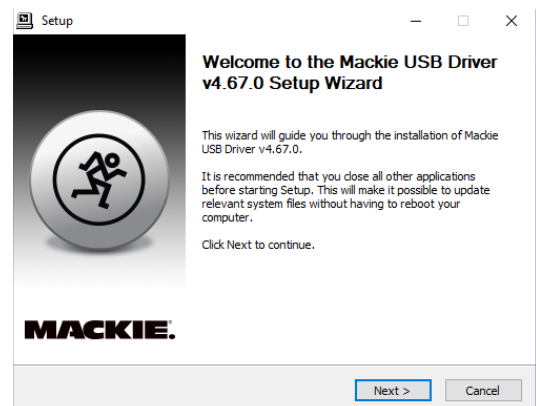 Setup
Welcome to the Mackie USB Driver
v4.67.0 Setup Wizard
This wizard will guide you through the installation of Mackie
USB Driver v4.67.0.
It is recommended that you close all other applications
before starting Setup. This will make it possible to update
relevant system files without having to reboot your
computer.
Click Next to continue.
MACKIE.
Next >
Cancel